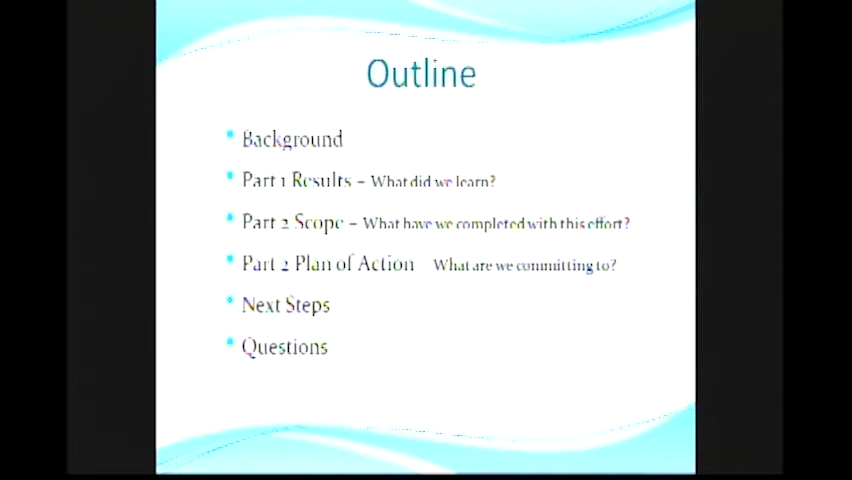 Outline
Background
Part 1 Results – What did we learn?
Part 2 Scope – What have we completed with this effort?
Part 2 Plan of Action What are we committing to?
Next Steps
Questions